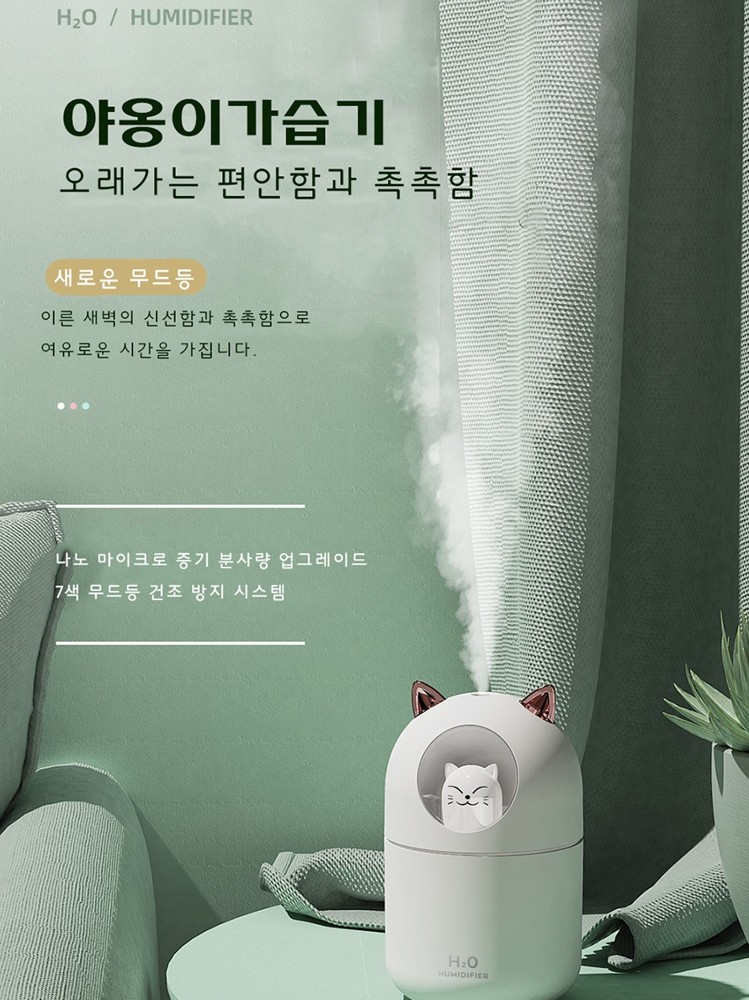 H₂O / HUMIDIFIER
야옹이가습기
오래가는 편안함과 촉촉함
새로운 무드등
이른 새벽의 신선함과 촉촉함으로
여유로운 시간을 가집니다.
나노 마이크로 증기 분사량 업그레이드
7색 무드등 건조 방지 시스템
H₂O
HUMIDIFIER